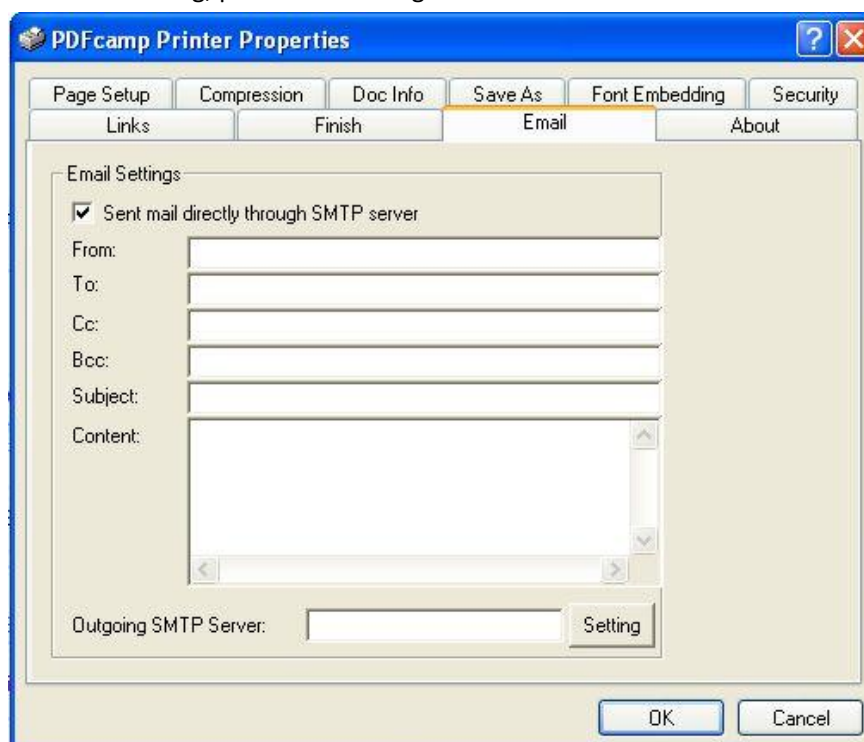 PDFcamp Printer Properties
Page Setup Compression Doc Info Save As Font Embedding Security
Links Finish Email About
Email Settings
Sent mail directly through SMTP server
From:
To:
Cc:
Bcc:
Subject:
Content:
Outgoing SMTP Server: Setting
OK Cancel